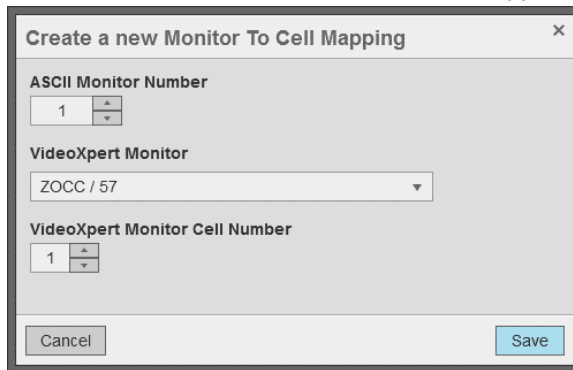 Create a new Monitor To Cell Mapping ×
ASCII Monitor Number
1
VideoXpert Monitor
ZOCC / 57
VideoXpert Monitor Cell Number
1
Cancel Save